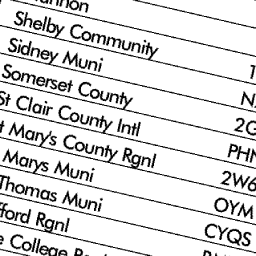 Shelby Community
Sidney Muni
Somerset County
St Clair County Intl 2G
Mary's County Rgnl PHN
Marys Muni 2W6
Thomas Muni OYM
Rgnl CYQS
College